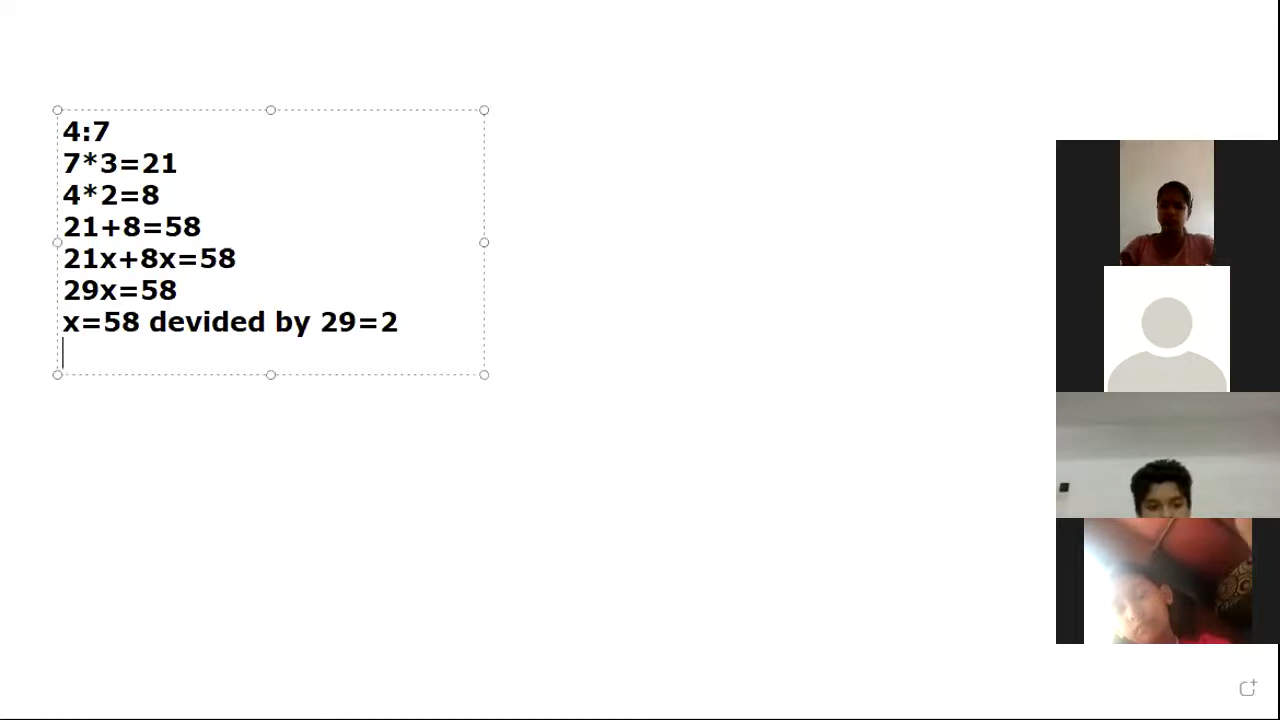 4:7
7*3=21
4*2=8
21+8=58
21x+8x=58
29x=58
x=58 devided by 29=2